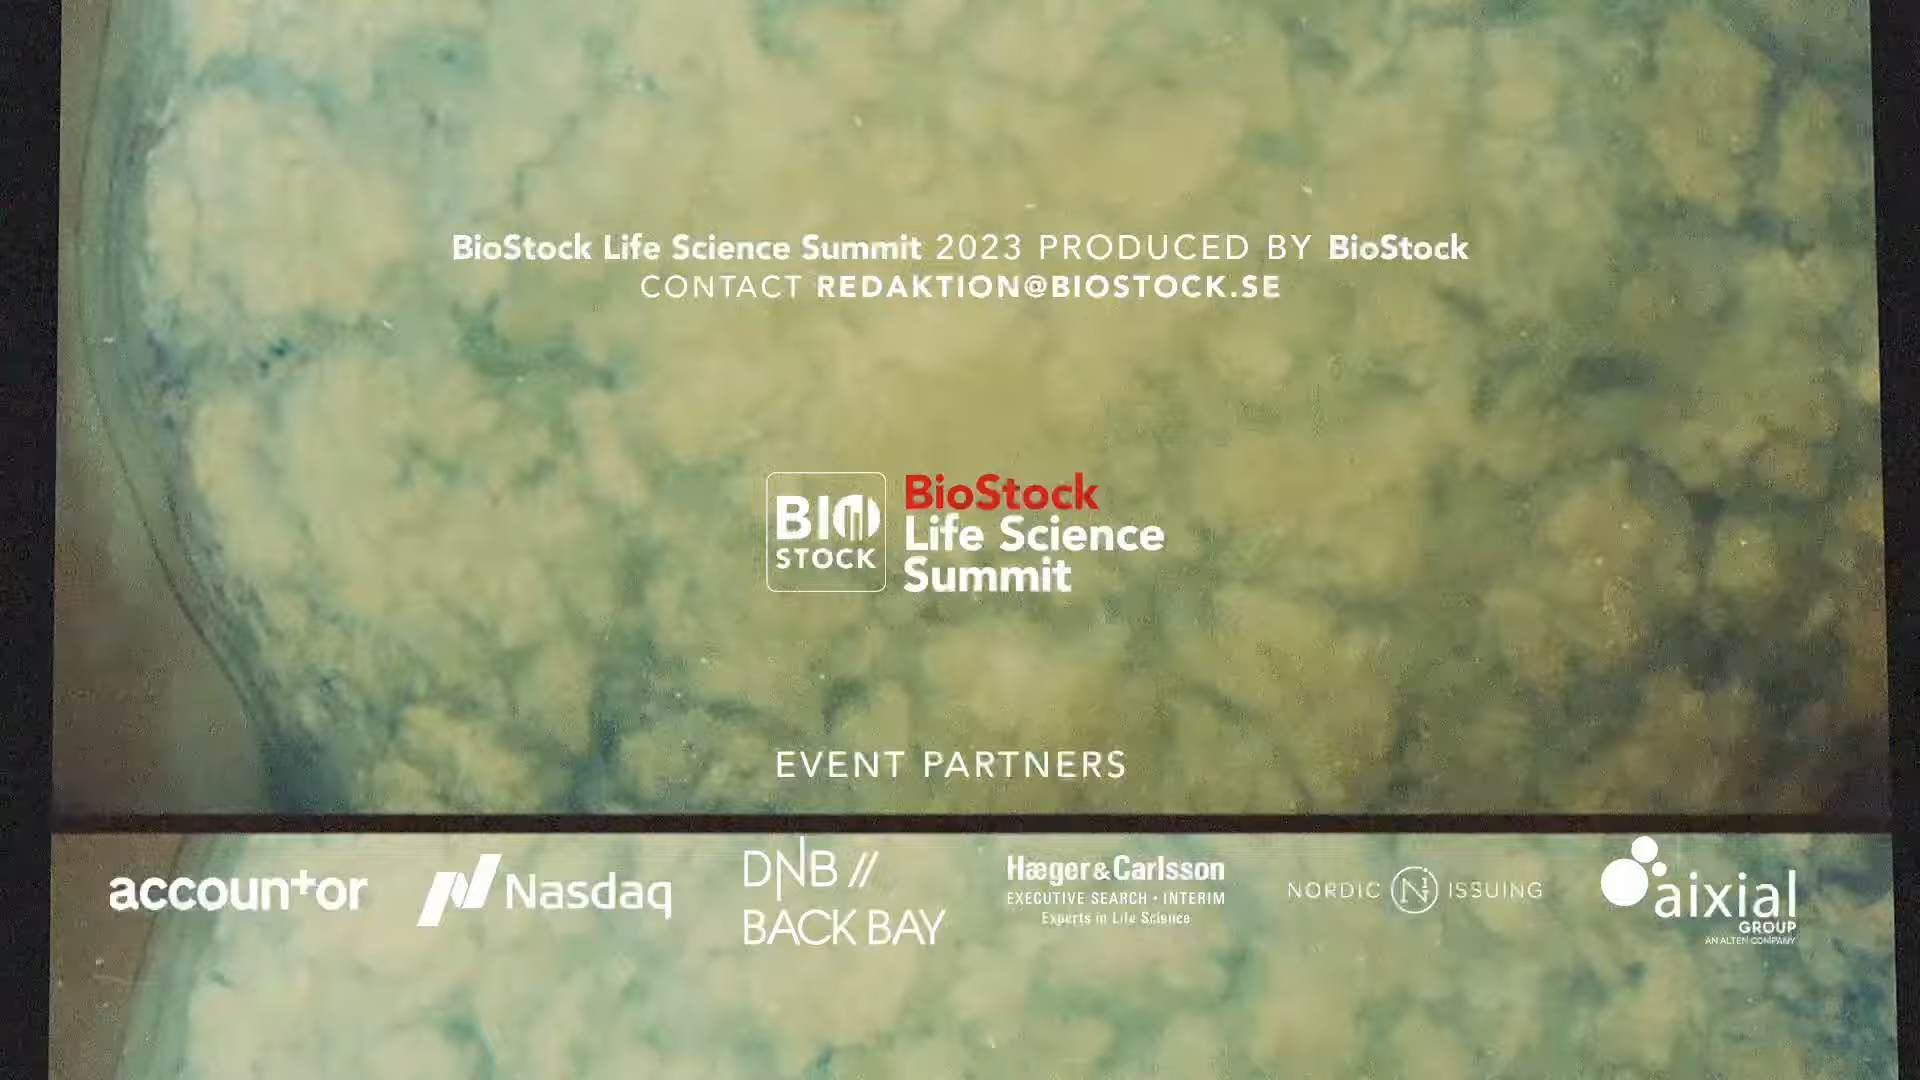 BioStock Life Science Summit 2023 PRODUCED BY BioStock
CONTACT REDAKTION@BIOSTOCK.SE
BIO
STOCK
BioStock
Life Science
Summit
EVENT PARTNERS
accountor
Nasdaq
DNB //
BACK BAY
Hæger & Carlsson
EXECUTIVE SEARCH · INTERIM
Experts in Life Science
NORDIC N ISSUING
aixial
GROUP
AN ALTEN COMPANY